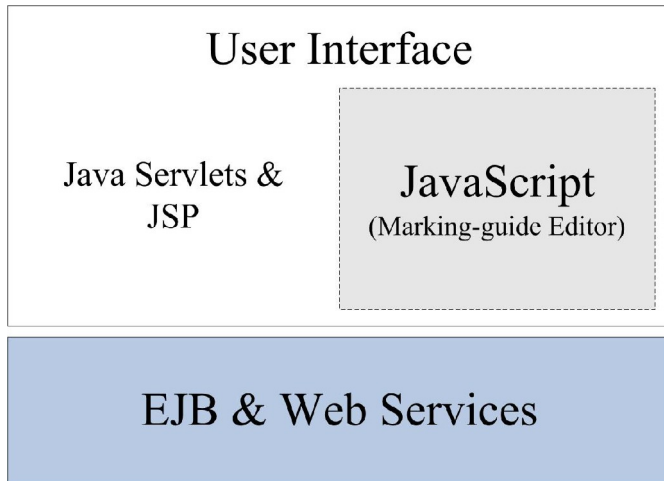 User Interface
Java Servlets &
JSP
JavaScript
(Marking-guide Editor)
EJB & Web Services